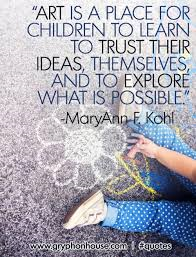 “ART IS A PLACE FOR
CHILDREN TO LEARN
TO TRUST THEIR
IDEAS, THEMSELVES,
AND TO EXPLORE
WHAT IS POSSIBLE.”
-MaryAnn F. Kohl
www.gryphonhouse.com | #quotes